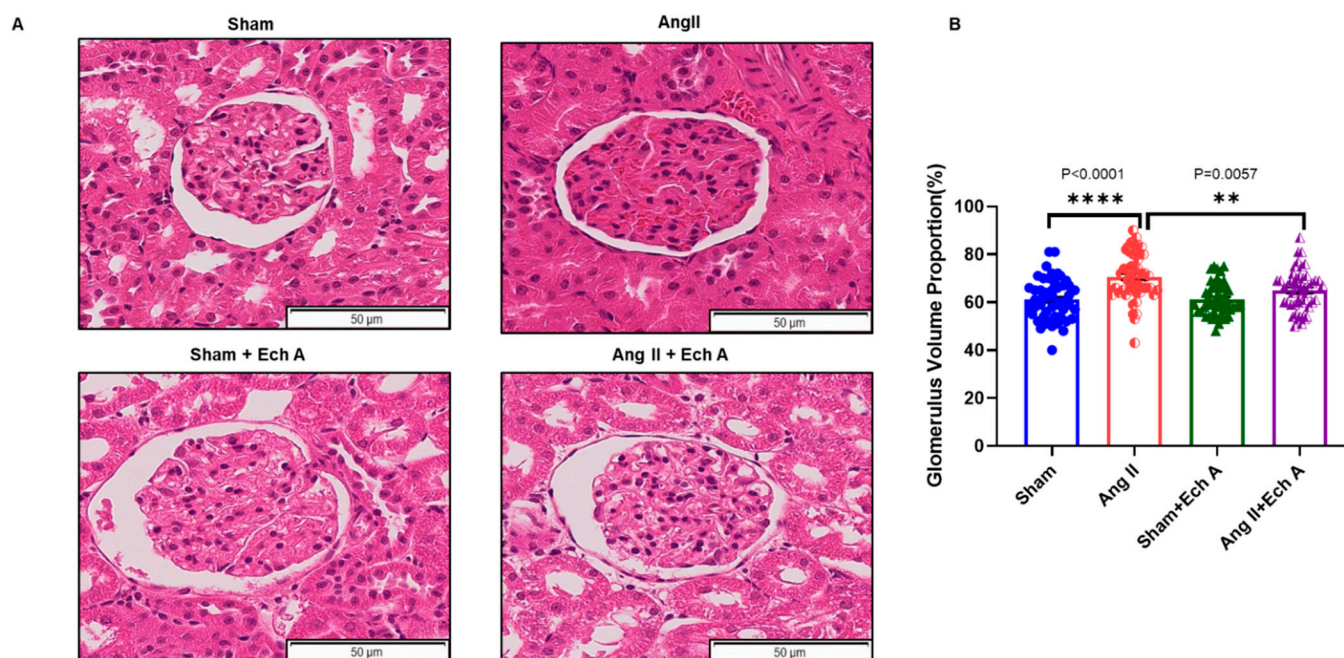 A
Sham
AngII
B
50 µm
50 µm
Sham + Ech A
Ang II + Ech A
50 µm
50 µm
P<0.0001
P=0.0057
****
**
Glomerulus Volume Proportion(%)
100
80
60
40
20
0
Sham
Ang II
Sham+Ech A
Ang II+Ech A